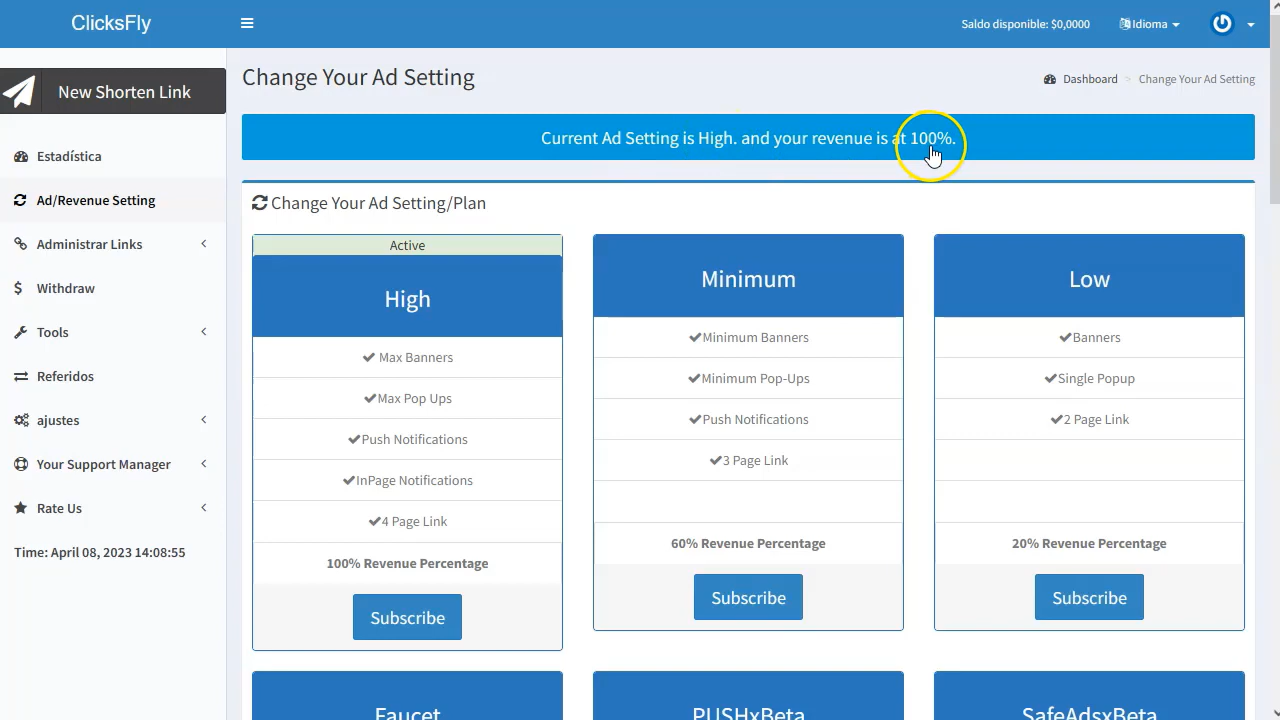 ClicksFly
Saldo disponible: $0,0000
Idioma
New Shorten Link
Change Your Ad Setting
Dashboard > Change Your Ad Setting
Current Ad Setting is High. and your revenue is at 100%.
Estadística
Ad/Revenue Setting
Administrar Links
Withdraw
Tools
Referidos
ajustes
Your Support Manager
Rate Us
Time: April 08, 2023 14:08:55
Change Your Ad Setting/Plan
Active
High
Max Banners
Max Pop Ups
Push Notifications
InPage Notifications
4 Page Link
100% Revenue Percentage
Subscribe
Minimum
Minimum Banners
Minimum Pop-Ups
Push Notifications
3 Page Link
60% Revenue Percentage
Subscribe
Low
Banners
Single Popup
2 Page Link
20% Revenue Percentage
Subscribe
Faucet
PUSHxBeta
SafeAdsxBeta